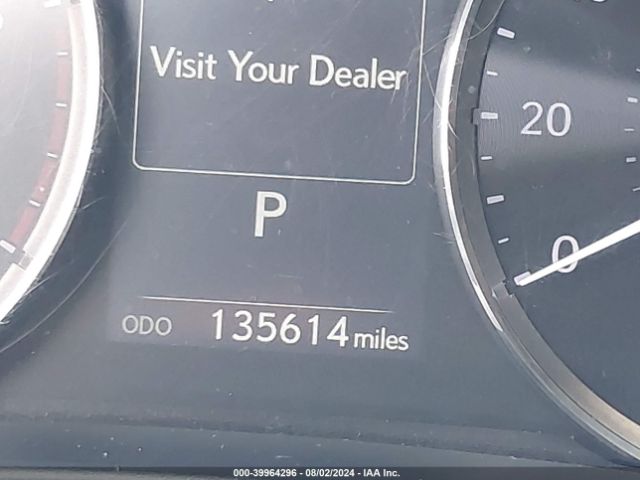 Visit Your Dealer
20
P
0
ODO 135614 miles
000-39964296 - 08/02/2024 - IAA Inc.